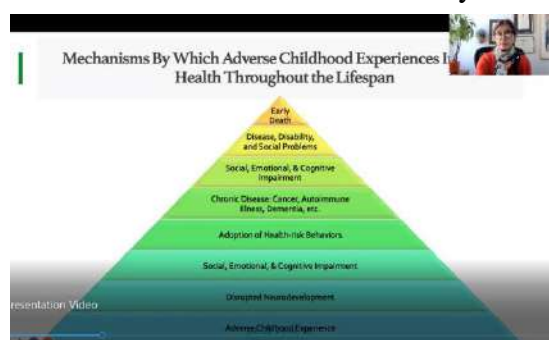 Mechanisms By Which Adverse Childhood Experiences
Health Throughout the Lifespan
Early
Death
Disease, Disability,
and Social Problems
Social, Emotional, & Cognitive
Impairment
Chronic Disease: Cancer, Autoimmune
Illness, Dementia, etc.
Adoption of Health-risk Behaviors
Social, Emotional, & Cognitive Impairment
Disrupted Neurodevelopment
Adverse Childhood Experience
resentation Video